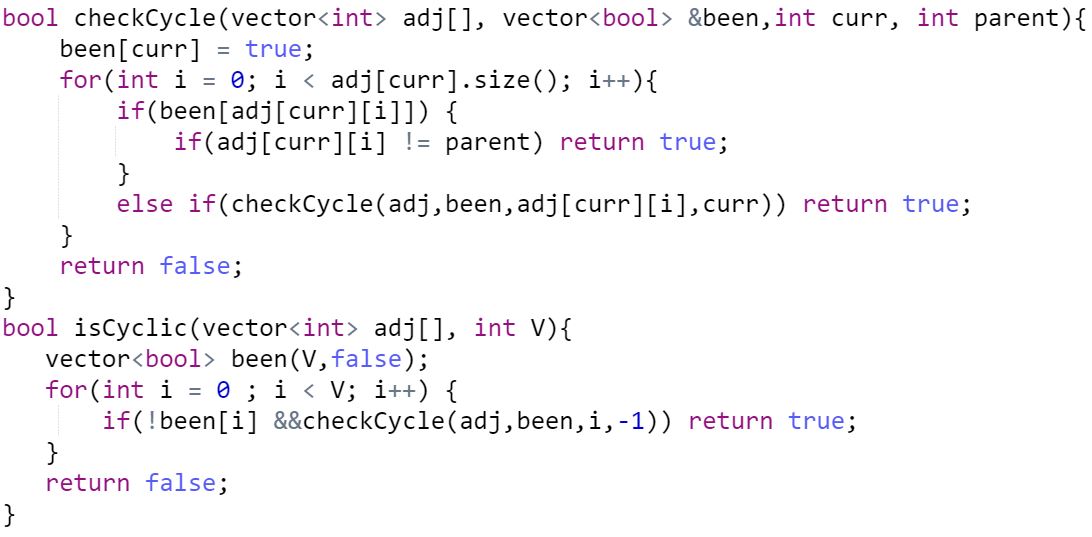 bool checkCycle(vector<int> adj[], vector<bool> &been,int curr, int parent){
    been[curr] = true;
    for(int i = 0; i < adj[curr].size(); i++){
        if(been[adj[curr][i]]) {
            if(adj[curr][i] != parent) return true;
        }
        else if(checkCycle(adj,been,adj[curr][i],curr)) return true;
    }
    return false;
}
bool isCyclic(vector<int> adj[], int V){
   vector<bool> been(V,false);
   for(int i = 0 ; i < V; i++) {
       if(!been[i] &&checkCycle(adj,been,i,-1)) return true;
   }
   return false;
}